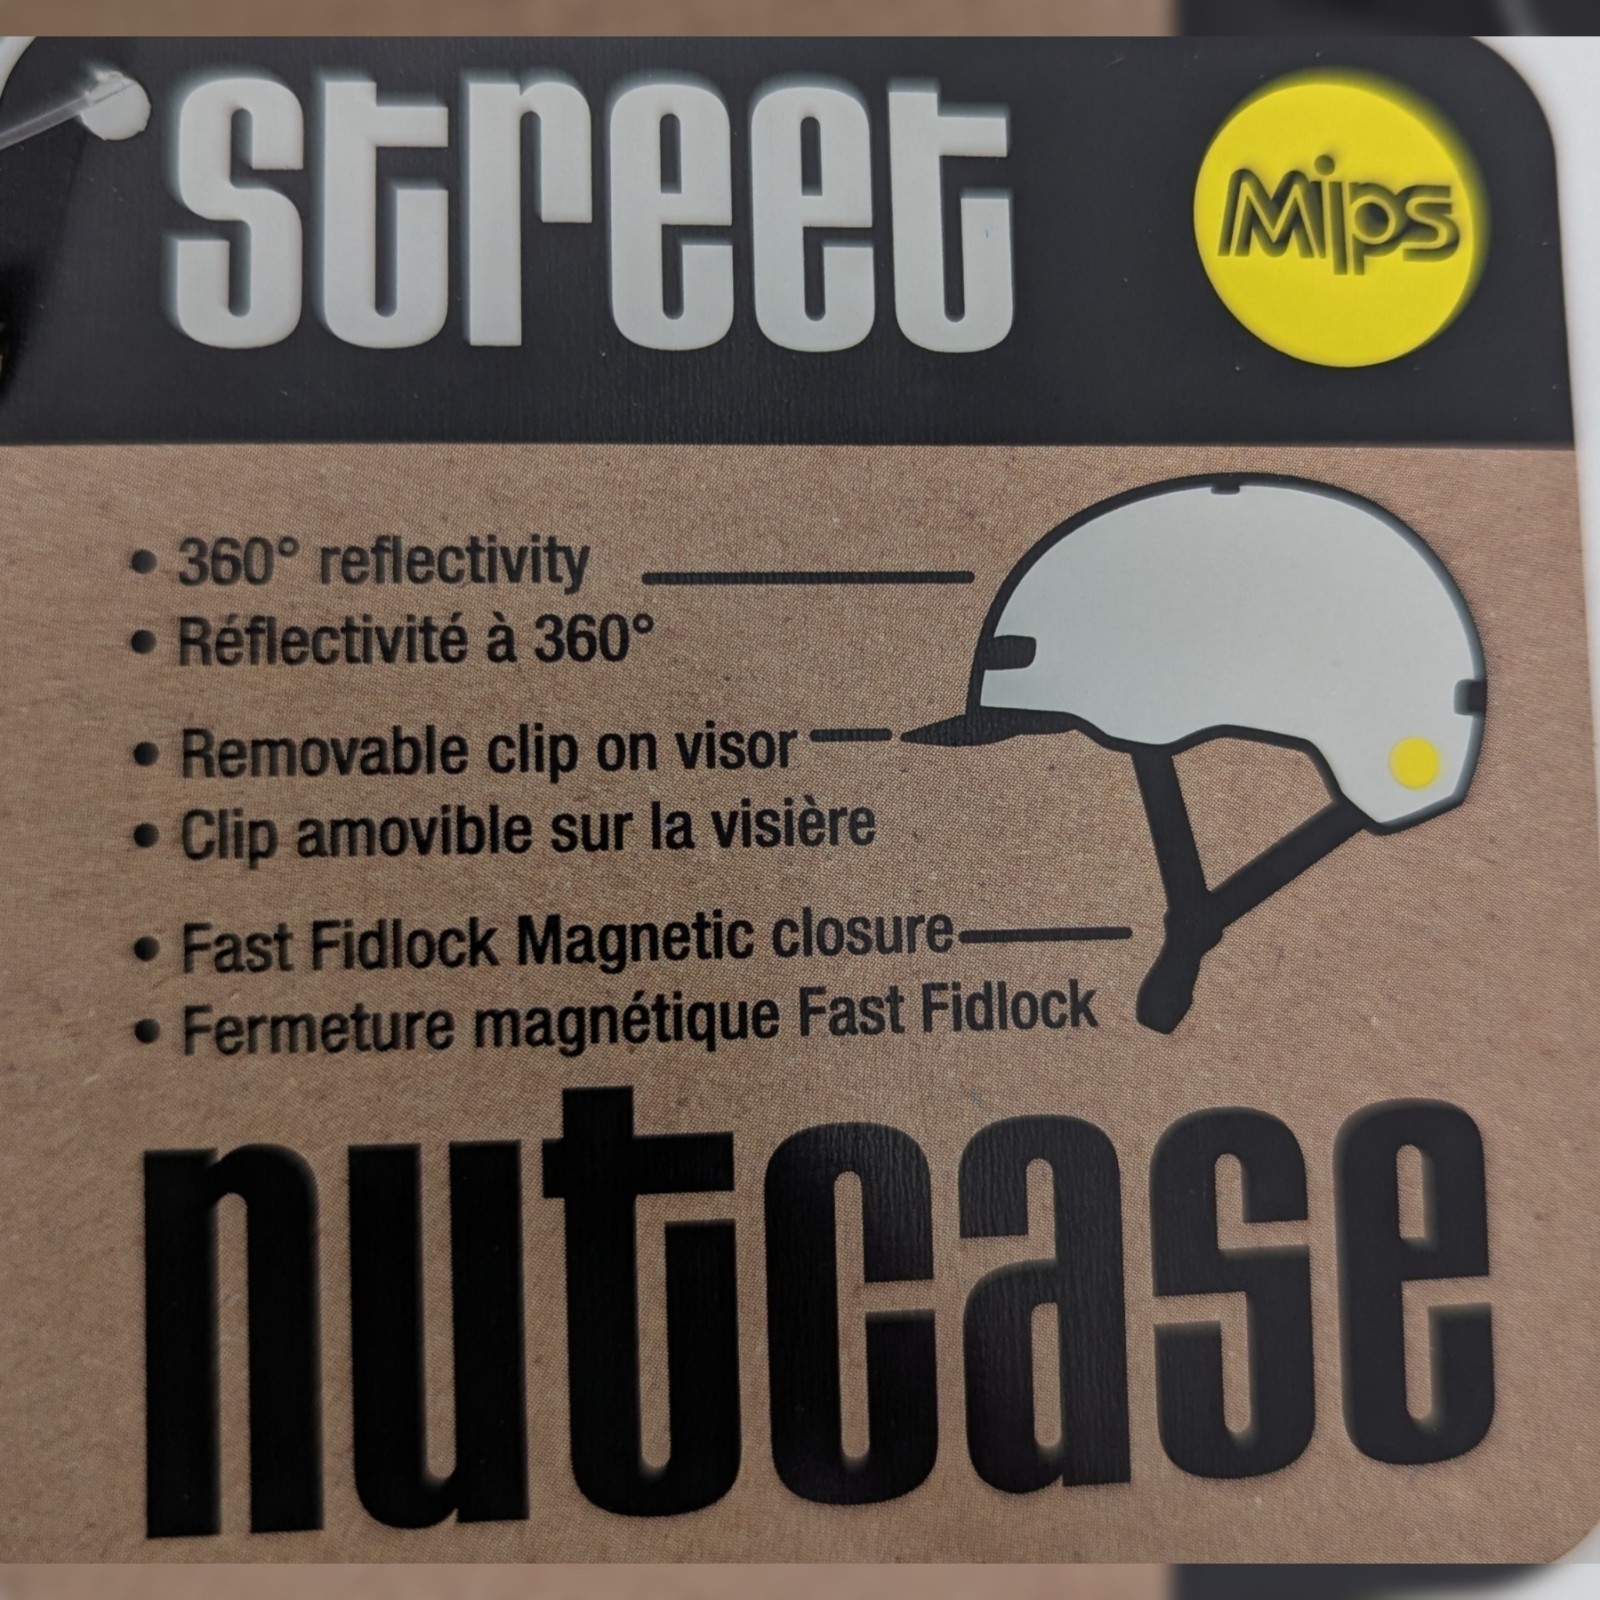 street
Mips
• 360° reflectivity
• Réflectivité à 360°
• Removable clip on visor
• Clip amovible sur la visière
• Fast Fidlock Magnetic closure
• Fermeture magnétique Fast Fidlock
nutcase